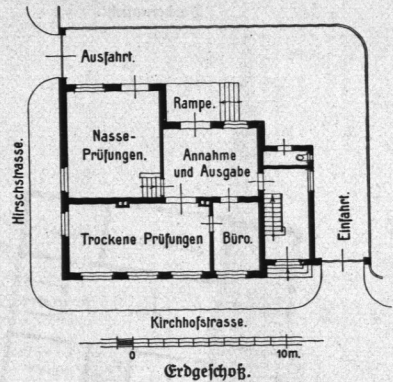 Ausfahrt.
Rampe.
Nasse-
Prüfungen.
Annahme
und Ausgabe
Hirschstrasse.
Einfahrt.
Trockene Prüfungen
Büro.
Kirchhofstrasse.
0 10m.
Erdgeschoß.